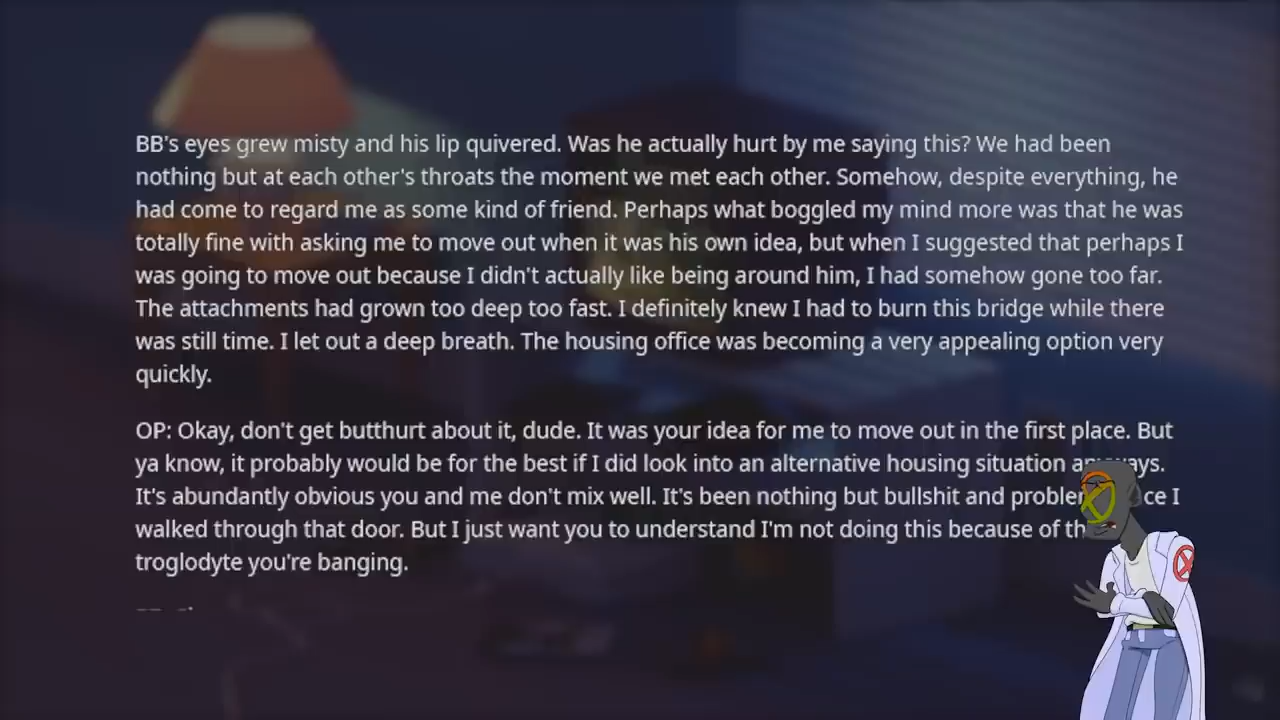 BB's eyes grew misty and his lip quivered. Was he actually hurt by me saying this? We had been
nothing but at each other's throats the moment we met each other. Somehow, despite everything, he
had come to regard me as some kind of friend. Perhaps what boggled my mind more was that he was
totally fine with asking me to move out when it was his own idea, but when I suggested that perhaps I
was going to move out because I didn't actually like being around him, I had somehow gone too far.
The attachments had grown too deep too fast. I definitely knew I had to burn this bridge while there
was still time. I let out a deep breath. The housing office was becoming a very appealing option very
quickly.
OP: Okay, don't get butthurt about it, dude. It was your idea for me to move out in the first place. But
ya know, it probably would be for the best if I did look into an alternative housing situation
It's abundantly obvious you and me don't mix well. It's been nothing but bullshit and I
walked through that door. But I just want you to understand I'm not doing this because of
troglodyte you're banging.